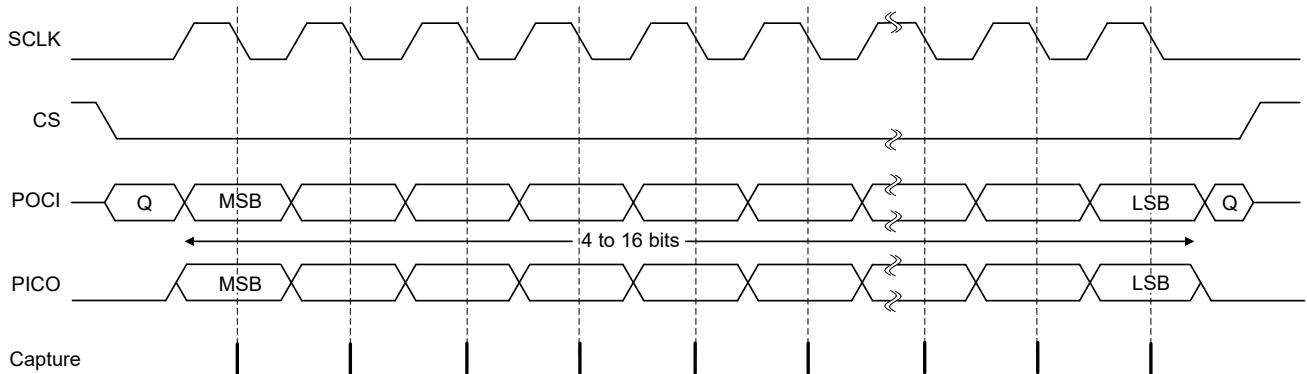 SCLK
CS
POCI Q MSB LSB Q
4 to 16 bits
PICO MSB LSB
Capture